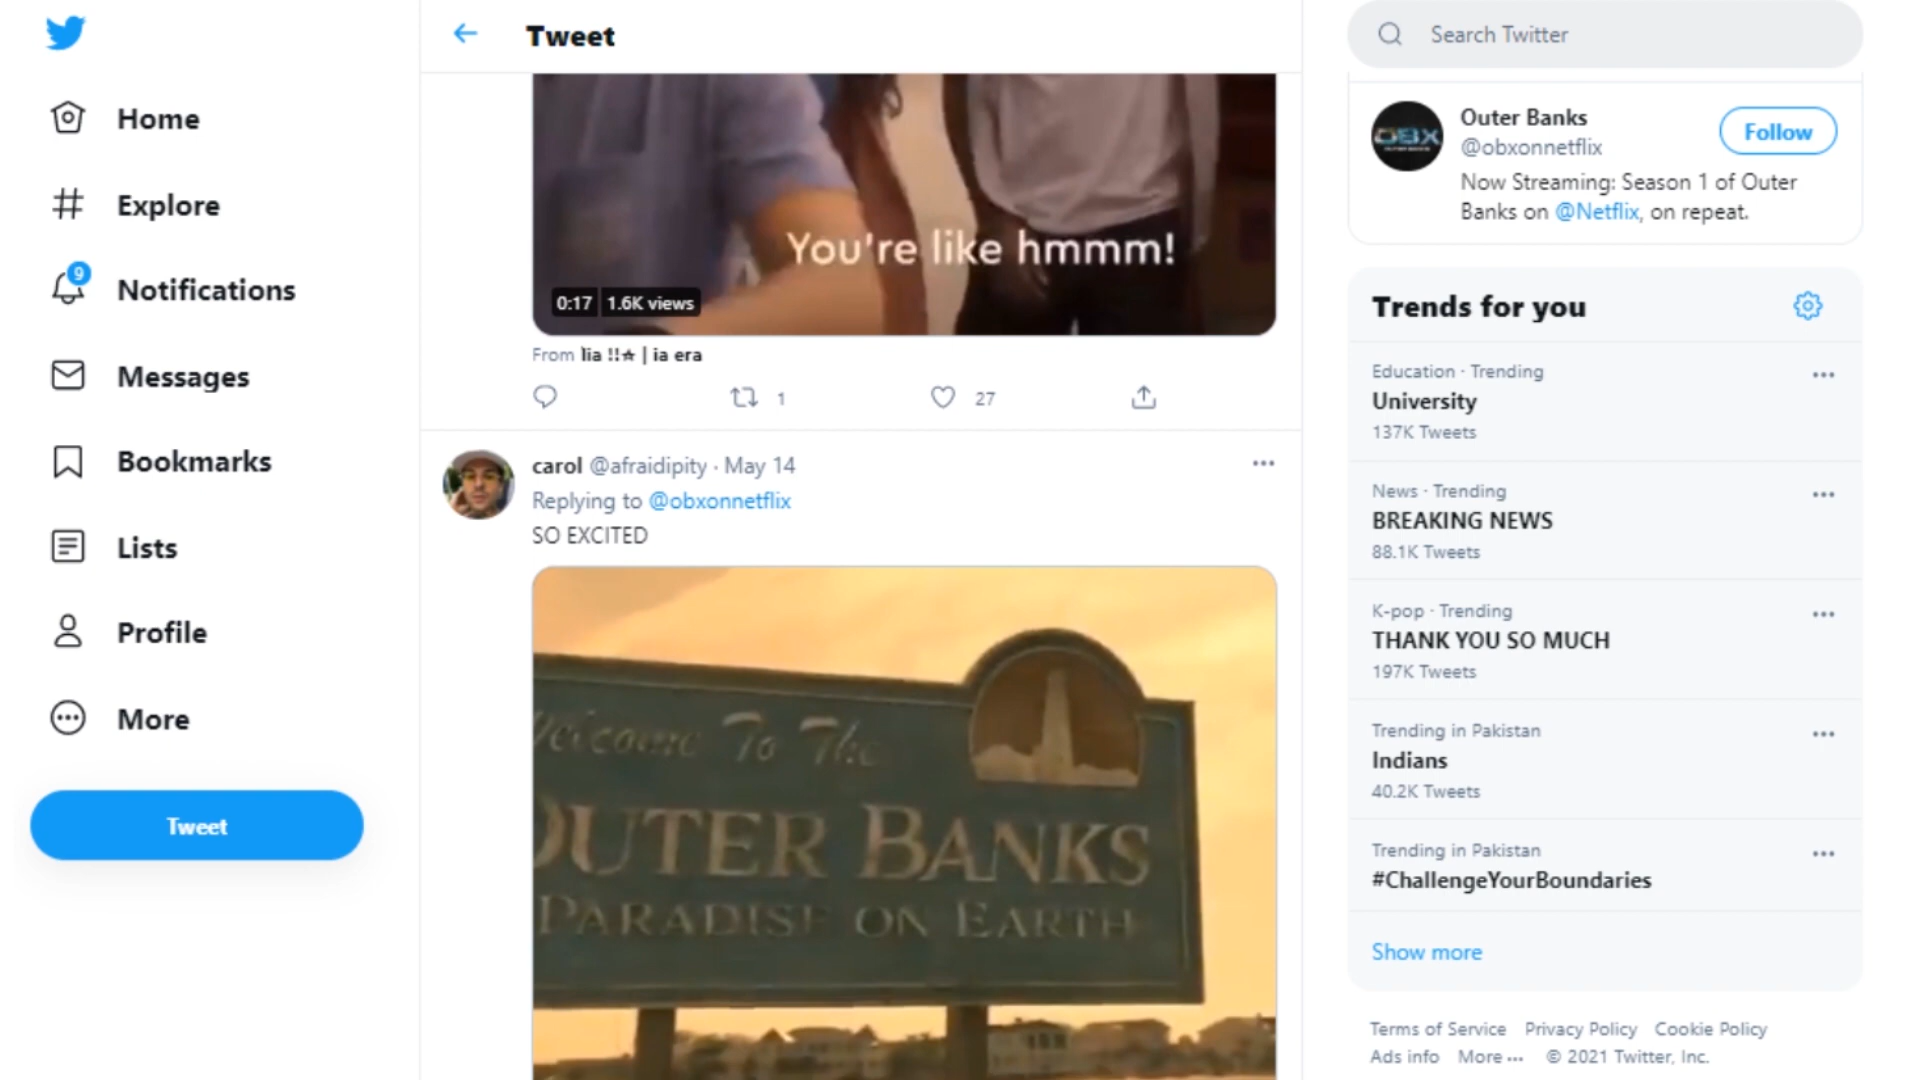 Home
Explore
9
Notifications
Messages
Bookmarks
Lists
Profile
More
Tweet
Tweet
You're like hmmm!
0:17 1.6K views
From lia !!☆ | ia era
1 27
carol @afraidipity · May 14
Replying to @obxonnetflix
SO EXCITED
Welcome To The
OUTER BANKS
PARADISE ON EARTH
Search Twitter
OBX
Outer Banks
@obxonnetflix
Follow
Now Streaming: Season 1 of Outer
Banks on @Netflix, on repeat.
Trends for you
Education · Trending
University
137K Tweets
News · Trending
BREAKING NEWS
88.1K Tweets
K-pop · Trending
THANK YOU SO MUCH
197K Tweets
Trending in Pakistan
Indians
40.2K Tweets
Trending in Pakistan
#ChallengeYourBoundaries
Show more
Terms of Service Privacy Policy Cookie Policy
Ads info More ··· © 2021 Twitter, Inc.